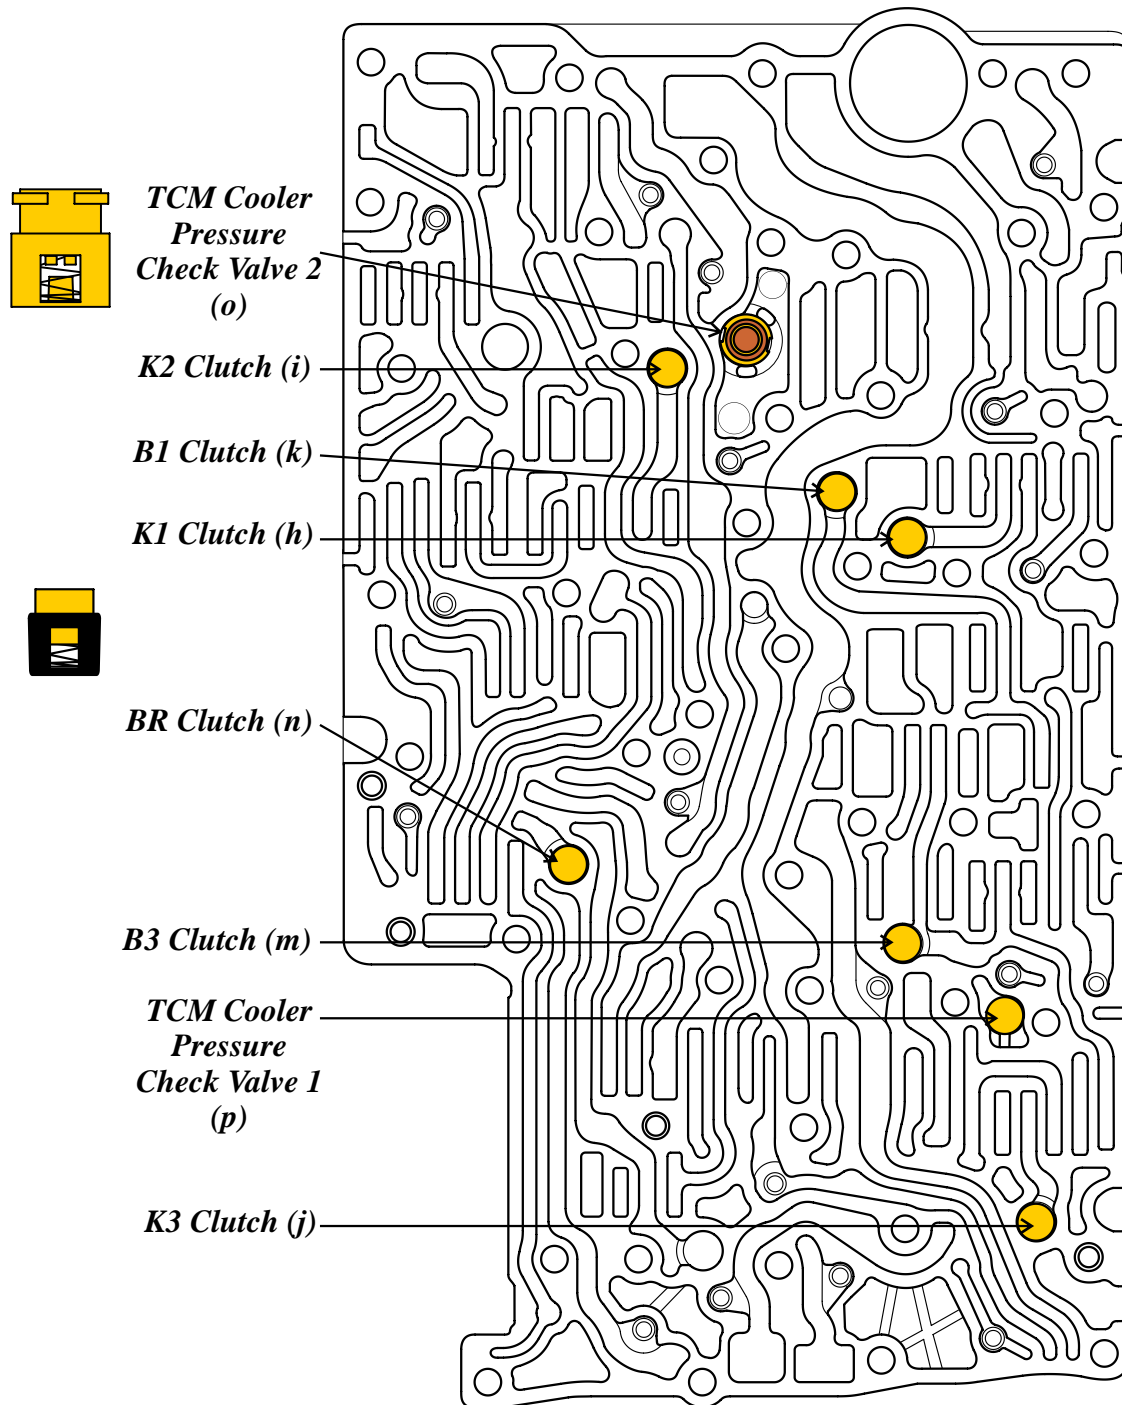 TCM Cooler
Pressure
Check Valve 2
(o)
K2 Clutch (i)
B1 Clutch (k)
K1 Clutch (h)
BR Clutch (n)
B3 Clutch (m)
TCM Cooler
Pressure
Check Valve 1
(p)
K3 Clutch (j)